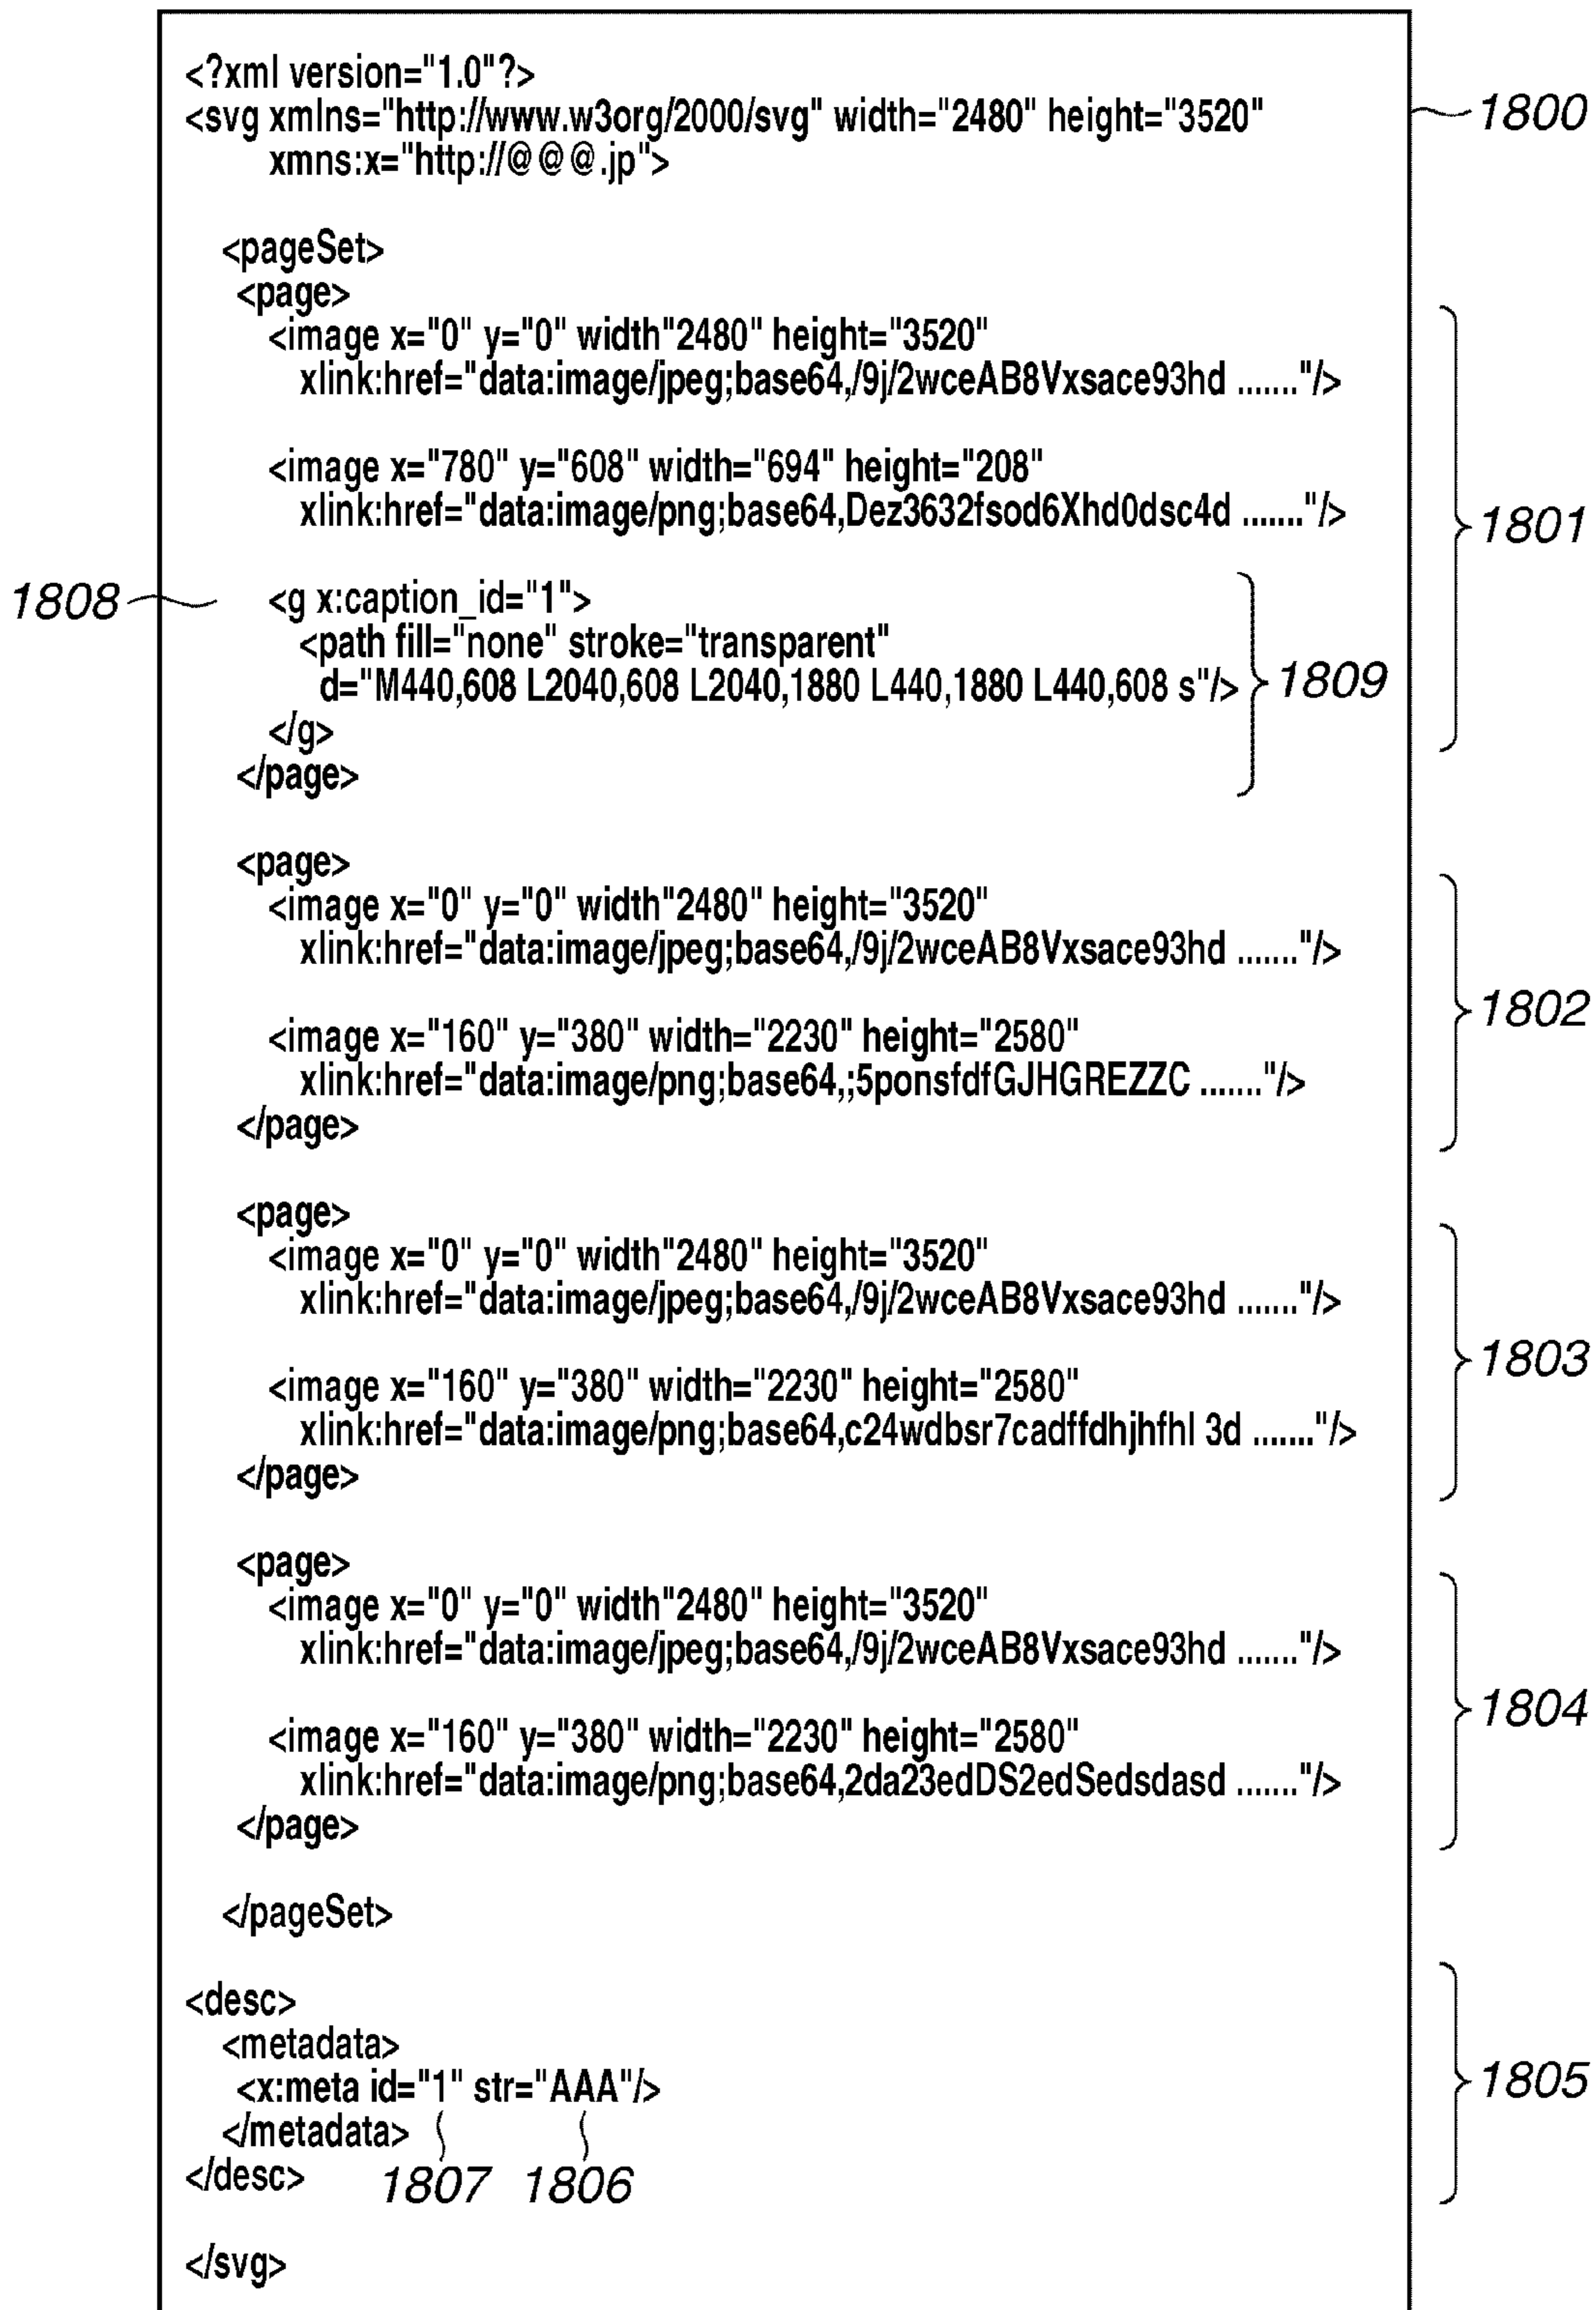 <?xml version="1.0"?>
<svg xmlns="http://www.w3org/2000/svg" width="2480" height="3520"
1800
xmns:x="http://@@@.jp">
<pageSet>
<page>
<image x="0" y="0" width"2480" height="3520"
xlink:href="data:image/jpeg;base64,/9j/2wceAB8Vxsace93hd ......."/>
<image x="780" y="608" width="694" height="208"
xlink:href="data:image/png;base64,Dez3632fsod6Xhd0dsc4d ......."/>
1801
1808
<g x:caption_id="1">
<path fill="none" stroke="transparent"
d="M440,608 L2040,608 L2040,1880 L440,1880 L440,608 s"/>
1809
</g>
</page>
<page>
<image x="0" y="0" width"2480" height="3520"
xlink:href="data:image/jpeg;base64,/9j/2wceAB8Vxsace93hd ......."/>
1802
<image x="160" y="380" width="2230" height="2580"
xlink:href="data:image/png;base64,;5ponsfdfGJHGREZZC ......."/>
</page>
<page>
<image x="0" y="0" width"2480" height="3520"
xlink:href="data:image/jpeg;base64,/9j/2wceAB8Vxsace93hd ......."/>
1803
<image x="160" y="380" width="2230" height="2580"
xlink:href="data:image/png;base64,c24wdbsr7cadffdhjhfhl 3d ......."/>
</page>
<page>
<image x="0" y="0" width"2480" height="3520"
xlink:href="data:image/jpeg;base64,/9j/2wceAB8Vxsace93hd ......."/>
1804
<image x="160" y="380" width="2230" height="2580"
xlink:href="data:image/png;base64,2da23edDS2edSedsdasd ......."/>
</page>
</pageSet>
<desc>
<metadata>
<x:meta id="1" str="AAA"/>
1805
</metadata>
</desc>
1807 1806
</svg>